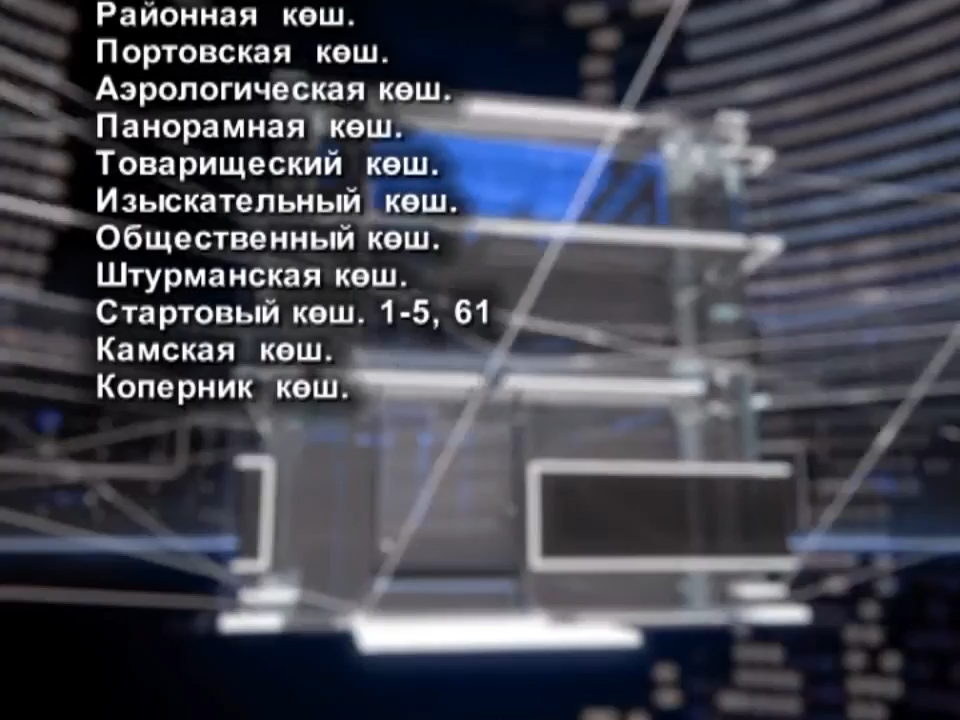 Районная көш.
Портовская көш.
Аэрологическая көш.
Панорамная көш.
Товарищеский көш.
Изыскательный көш.
Общественный көш.
Штурманская көш.
Стартовый көш. 1-5, 61
Камская көш.
Коперник көш.